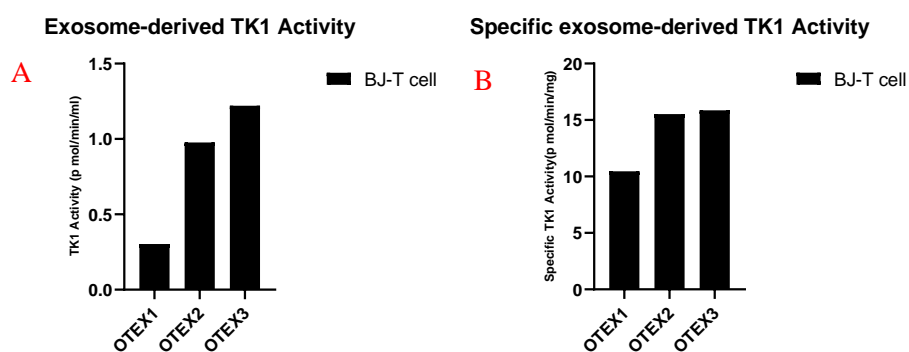 Exosome-derived TK1 Activity
A
BJ-T cell
TK1 Activity (p mol/min/ml)
1.5
1.0
0.5
0.0
OTEX1
OTEX2
OTEX3
Specific exosome-derived TK1 Activity
B
BJ-T cell
Specific TK1 Activity(p mol/min/mg)
20
15
10
5
0
OTEX1
OTEX2
OTEX3